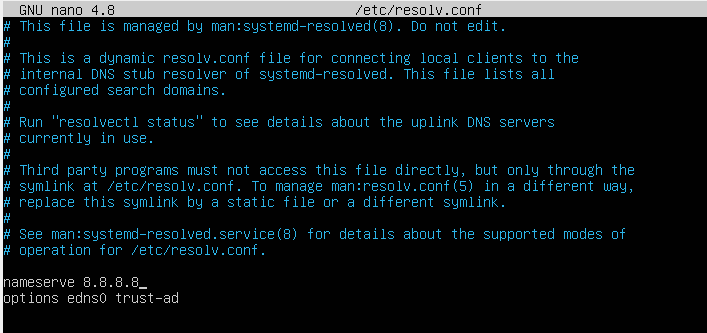 GNU nano 4.8 /etc/resolv.conf
# This file is managed by man:systemd-resolved(8). Do not edit.
#
# This is a dynamic resolv.conf file for connecting local clients to the
# internal DNS stub resolver of systemd-resolved. This file lists all
# configured search domains.
#
# Run "resolvectl status" to see details about the uplink DNS servers
# currently in use.
#
# Third party programs must not access this file directly, but only through the
# symlink at /etc/resolv.conf. To manage man:resolv.conf(5) in a different way,
# replace this symlink by a static file or a different symlink.
#
# See man:systemd-resolved.service(8) for details about the supported modes of
# operation for /etc/resolv.conf.
nameserve 8.8.8.8_
options edns0 trust-ad